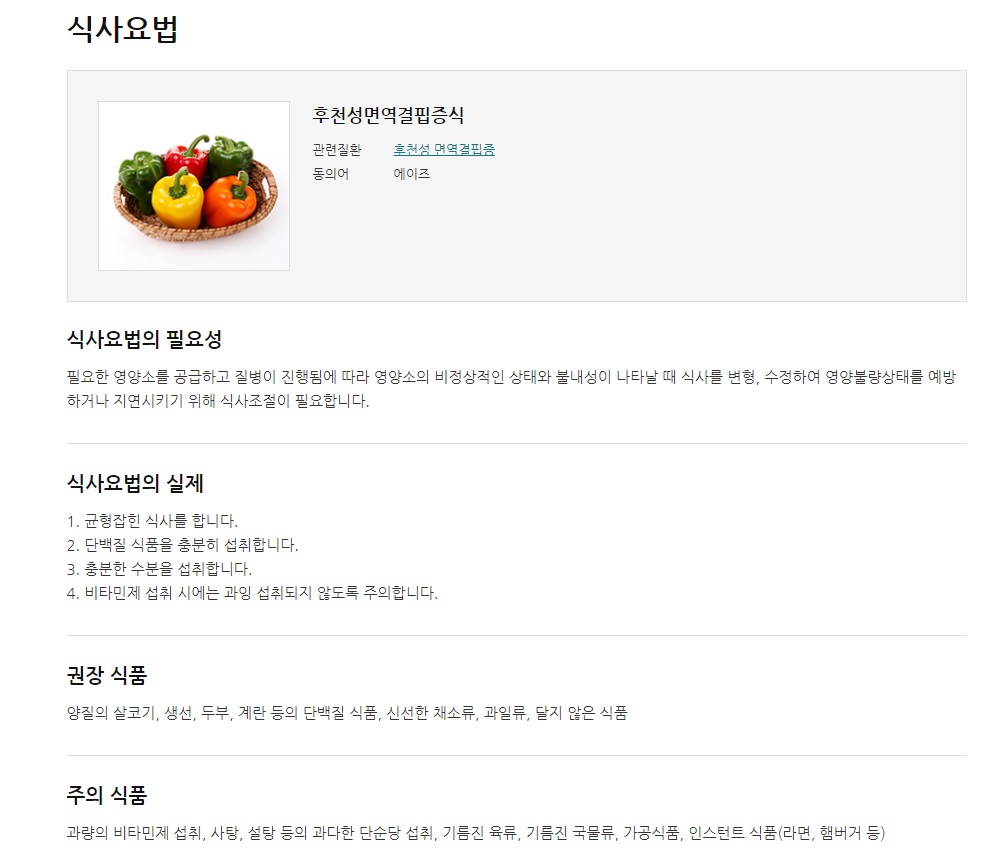 식사요법
후천성면역결핍증식
관련질환 후천성 면역결핍증
동의어 에이즈
식사요법의 필요성
필요한 영양소를 공급하고 질병이 진행됨에 따라 영양소의 비정상적인 상태와 불내성이 나타날 때 식사를 변형, 수정하여 영양불량상태를 예방
하거나 지연시키기 위해 식사조절이 필요합니다.
식사요법의 실제
1. 균형잡힌 식사를 합니다.
2. 단백질 식품을 충분히 섭취합니다.
3. 충분한 수분을 섭취합니다.
4. 비타민제 섭취 시에는 과잉 섭취되지 않도록 주의합니다.
권장 식품
양질의 살코기, 생선, 두부, 계란 등의 단백질 식품, 신선한 채소류, 과일류, 달지 않은 식품
주의 식품
과량의 비타민제 섭취, 사탕, 설탕 등의 과다한 단순당 섭취, 기름진 육류, 기름진 국물류, 가공식품, 인스턴트 식품(라면, 햄버거 등)